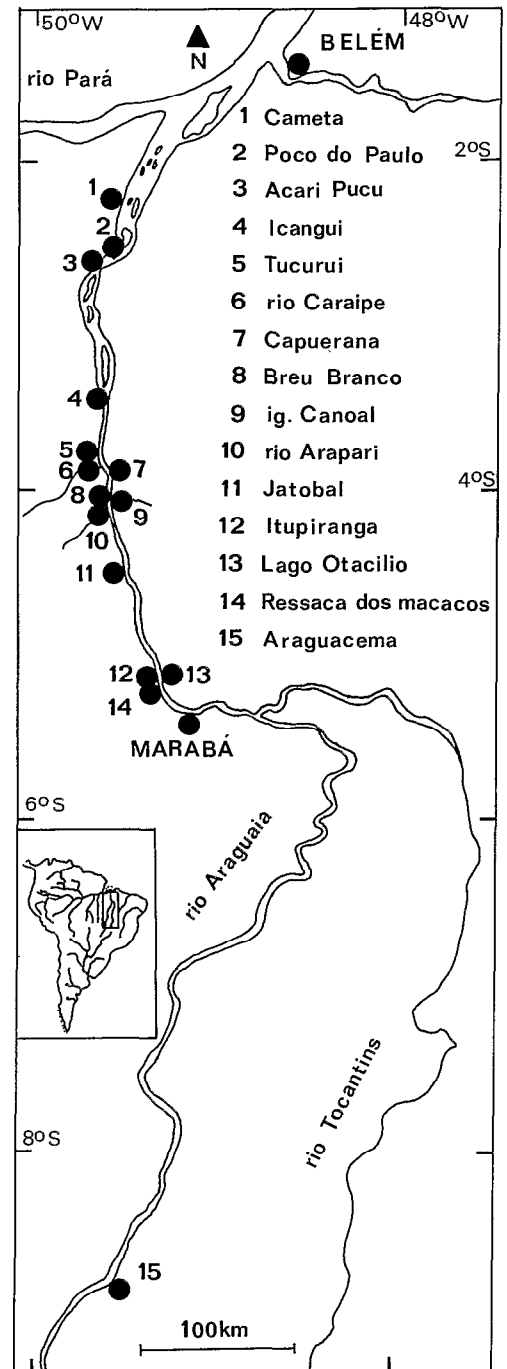 50°W
48°W
N
BELÉM
rio Pará
2°S
1 Cameta
2 Poco do Paulo
3 Acari Pucu
4 Icangui
5 Tucurui
6 rio Caraipe
7 Capuerana
8 Breu Branco
9 ig. Canoal
10 rio Arapari
11 Jatobal
12 Itupiranga
13 Lago Otacilio
14 Ressaca dos macacos
15 Araguacema
1
2
3
4
5
6
7
8
9
10
11
4°S
12
13
14
MARABÁ
6°S
rio Araguaia
rio Tocantins
8°S
15
100km